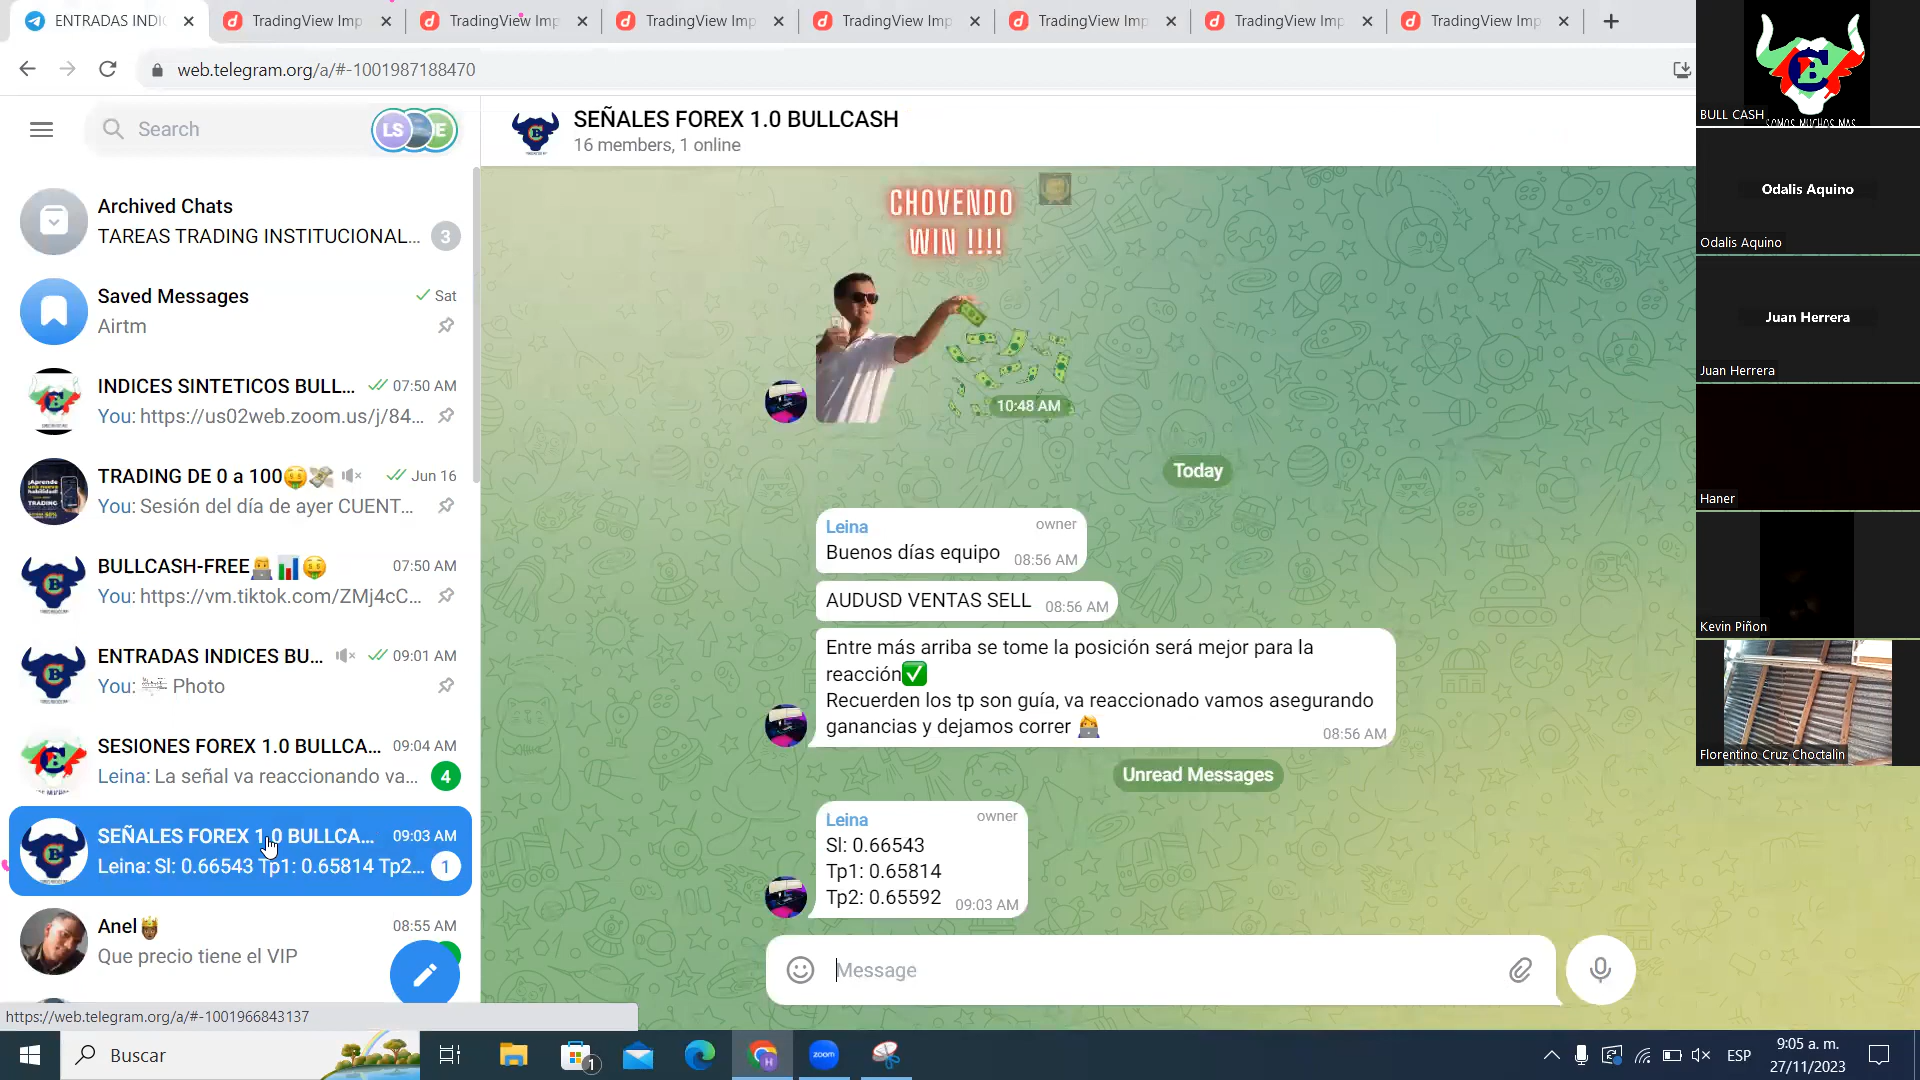 ENTRADAS INDI
TradingView Imp
TradingView Imp
TradingView Imp
TradingView Imp
TradingView Imp
TradingView Imp
TradingView Imp
web.telegram.org/a/#-1001987188470
Search
LS
JE
Archived Chats
TAREAS TRADING INSTITUCIONAL...
3
Saved Messages
Sat
Airtm
INDICES SINTETICOS BULL...
07:50 AM
You: https://us02web.zoom.us/j/84...
TRADING DE 0 a 100🤑💸
Jun 16
You: Sesión del día de ayer CUENT...
BULLCASH-FREE👨‍💻📊🤑
07:50 AM
You: https://vm.tiktok.com/ZMj4cC...
ENTRADAS INDICES BU...
09:01 AM
You: Photo
SESIONES FOREX 1.0 BULLCA...
09:04 AM
Leina: La señal va reaccionando va...
4
SEÑALES FOREX 1.0 BULLCA...
09:03 AM
Leina: Sl: 0.66543 Tp1: 0.65814 Tp2...
1
Anel🤴
08:55 AM
Que precio tiene el VIP
https://web.telegram.org/a/#-1001966843137
SEÑALES FOREX 1.0 BULLCASH
16 members, 1 online
CHOVENDO
WIN !!!!
10:48 AM
Today
Leina
owner
Buenos días equipo
08:56 AM
AUDUSD VENTAS SELL
08:56 AM
Entre más arriba se tome la posición será mejor para la
reacción✅
Recuerden los tp son guía, va reaccionado vamos asegurando
ganancias y dejamos correr 👩‍💻
08:56 AM
Unread Messages
Leina
owner
Sl: 0.66543
Tp1: 0.65814
Tp2: 0.65592
09:03 AM
Message
BULL CASH
SOMOS MUCHOS MAS
Odalis Aquino
Odalis Aquino
Juan Herrera
Juan Herrera
Haner
Kevin Piñon
Florentino Cruz Choctalin
Buscar
1
H
zoom
ESP
9:05 a. m.
27/11/2023